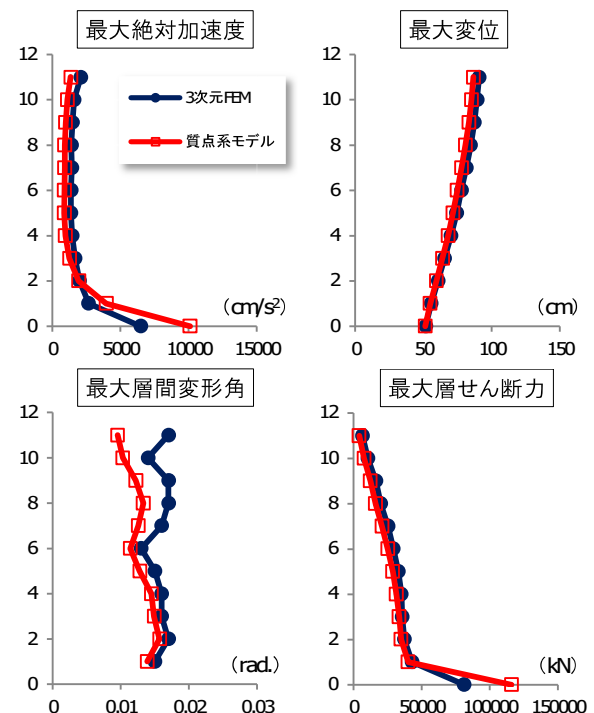 最大絶対加速度
12
10
8
6
4
2
0
0 5000 10000 15000
3次元FEM
質点系モデル
(cm/s²)
最大変位
12
10
8
6
4
2
0
0 50 100 150
(cm)
最大層間変形角
12
10
8
6
4
2
0
0 0.01 0.02 0.03
(rad.)
最大層せん断力
12
10
8
6
4
2
0
0 50000 100000 150000
(kN)